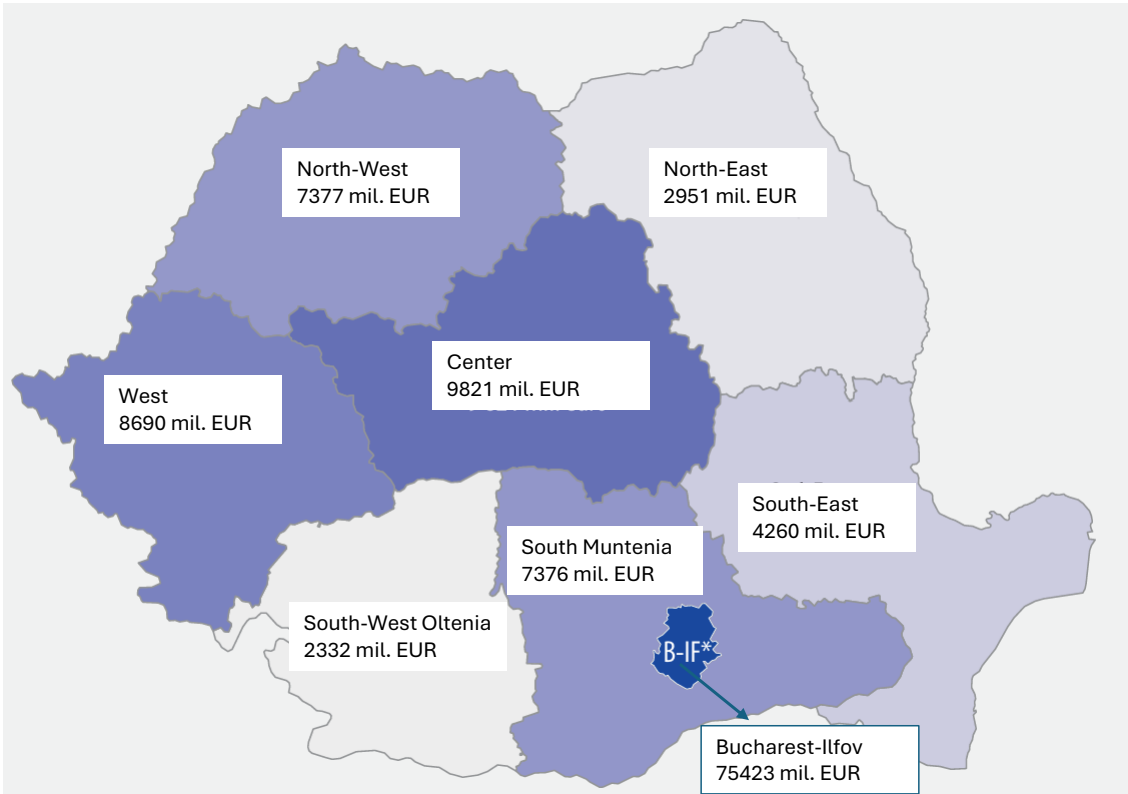 North-West
7377 mil. EUR
North-East
2951 mil. EUR
Center
9821 mil. EUR
West
8690 mil. EUR
South-East
4260 mil. EUR
South Muntenia
7376 mil. EUR
South-West Oltenia
2332 mil. EUR
B-IF*
Bucharest-Ilfov
75423 mil. EUR